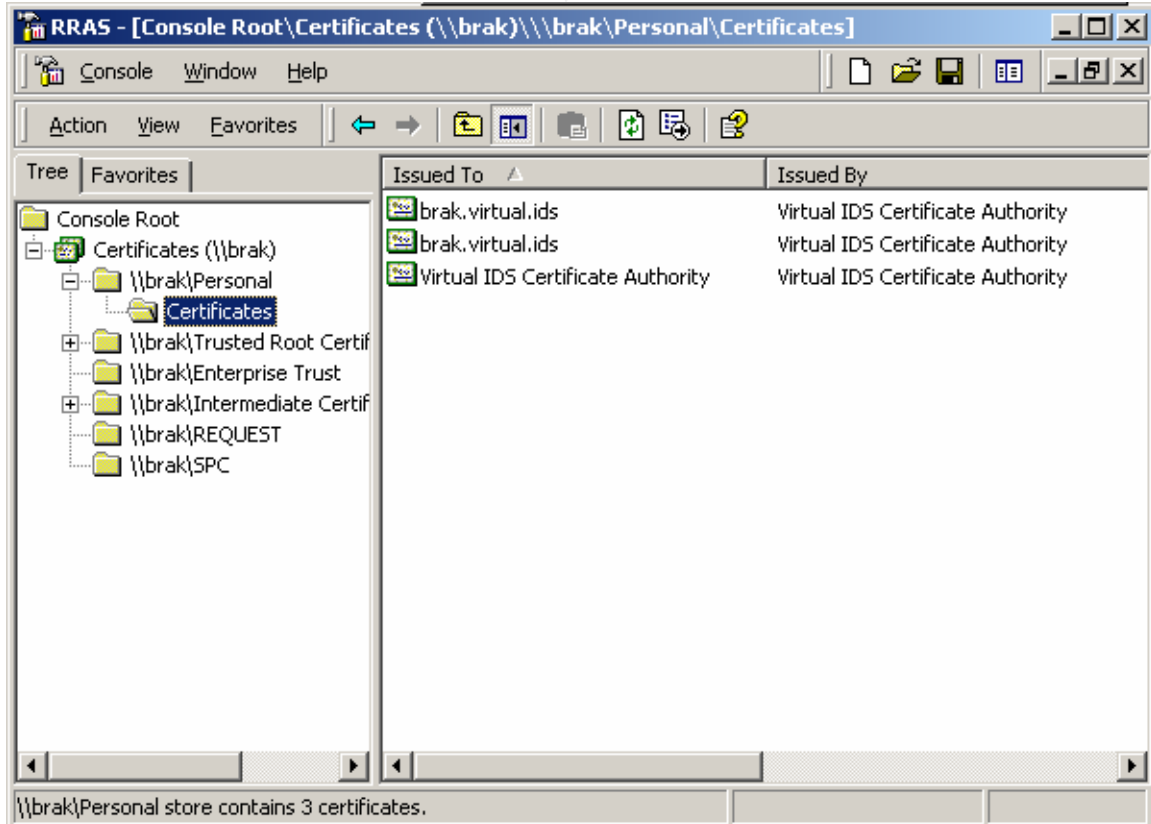 RRAS - [Console Root\Certificates (\\brak)\\\brak\Personal\Certificates]
Console Window Help
Action View Favorites
Tree Favorites
Console Root
Certificates (\\brak)
\\brak\Personal
Certificates
\\brak\Trusted Root Certif
\\brak\Enterprise Trust
\\brak\Intermediate Certif
\\brak\REQUEST
\\brak\SPC
Issued To Issued By
brak.virtual.ids Virtual IDS Certificate Authority
brak.virtual.ids Virtual IDS Certificate Authority
Virtual IDS Certificate Authority Virtual IDS Certificate Authority
\\brak\Personal store contains 3 certificates.